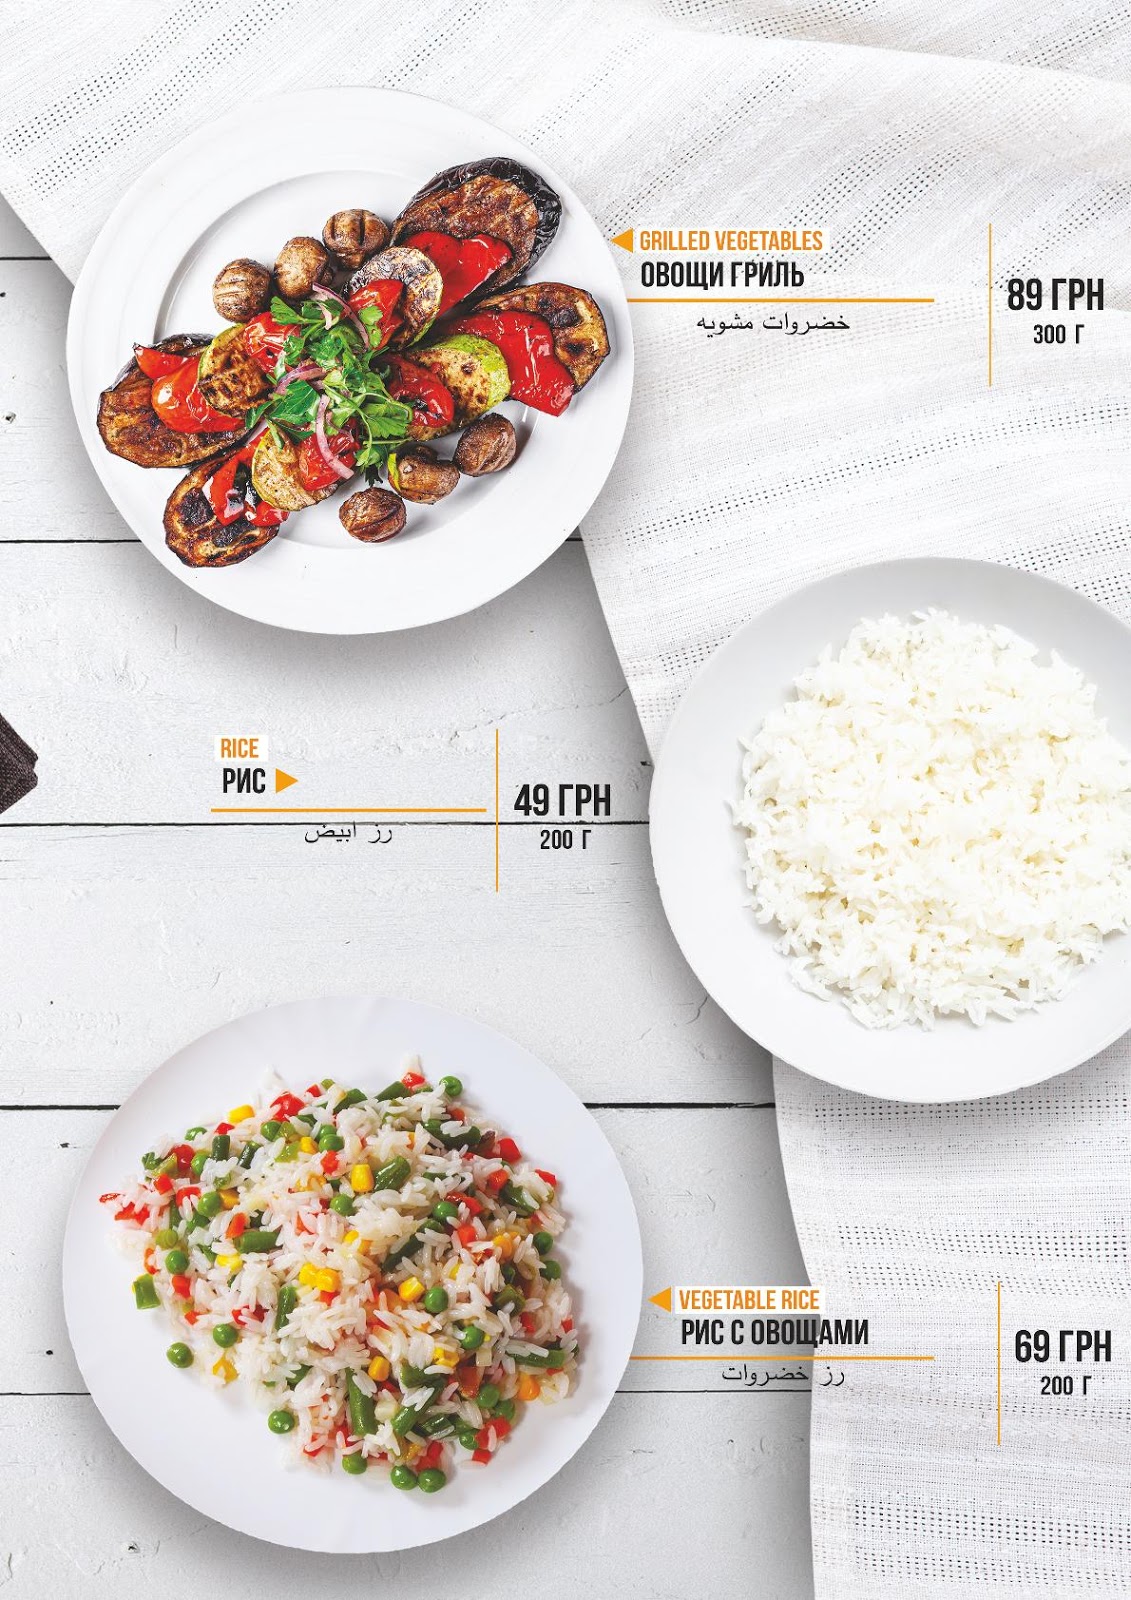 GRILLED VEGETABLES
ОВОЩИ ГРИЛЬ
خضروات مشويه
89 ГРН
300 Г
RICE
РИС
رز ابيض
49 ГРН
200 Г
VEGETABLE RICE
РИС С ОВОЩАМИ
رز خضروات
69 ГРН
200 Г